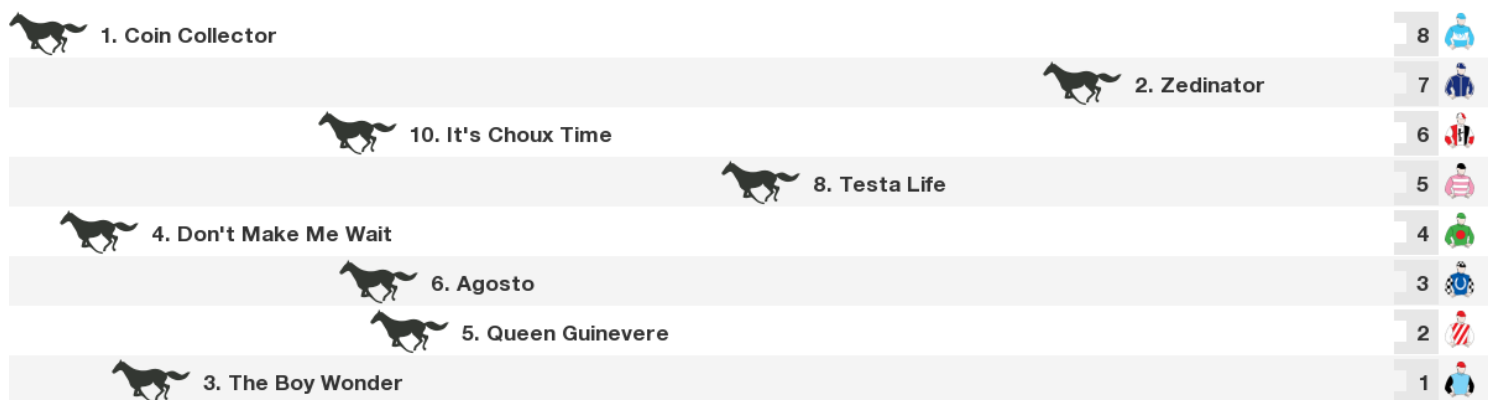 1. Coin Collector 8
2. Zedinator 7
10. It's Choux Time 6
8. Testa Life 5
4. Don't Make Me Wait 4
6. Agosto 3
5. Queen Guinevere 2
3. The Boy Wonder 1